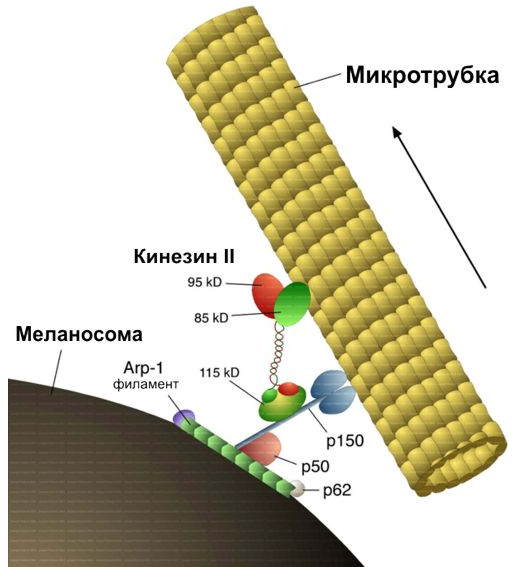 Микротрубка
Кинезин II
95 kD
85 kD
Меланосома
Arp-1
филамент
115 kD
p150
p50
p62